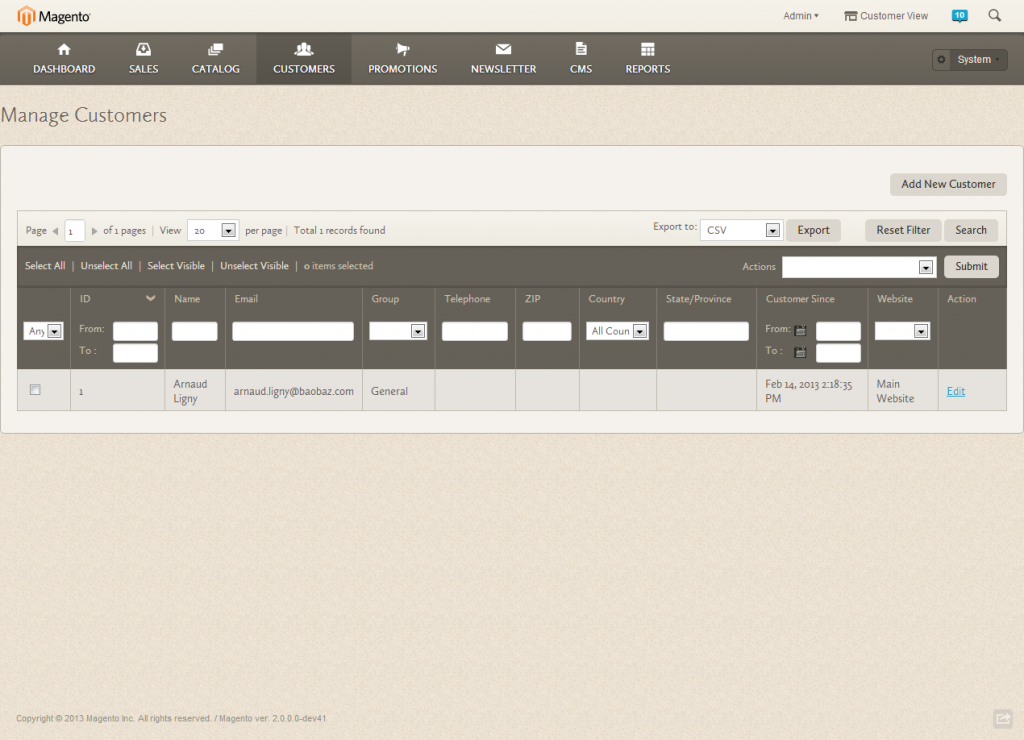 Magento
Admin
Customer View
10
DASHBOARD
SALES
CATALOG
CUSTOMERS
PROMOTIONS
NEWSLETTER
CMS
REPORTS
System
Manage Customers
Add New Customer
Page 1 of 1 pages | View 20 per page | Total 1 records found
Export to: CSV Export Reset Filter Search
Select All | Unselect All | Select Visible | Unselect Visible | 0 items selected
Actions Submit
ID Name Email Group Telephone ZIP Country State/Province Customer Since Website Action
Any From: All Coun From:
To : To :
1 Arnaud Ligny arnaud.ligny@baobaz.com General Feb 14, 2013 2:18:35 PM Main Website Edit
Copyright © 2013 Magento Inc. All rights reserved. / Magento ver. 2.0.0.0-dev41